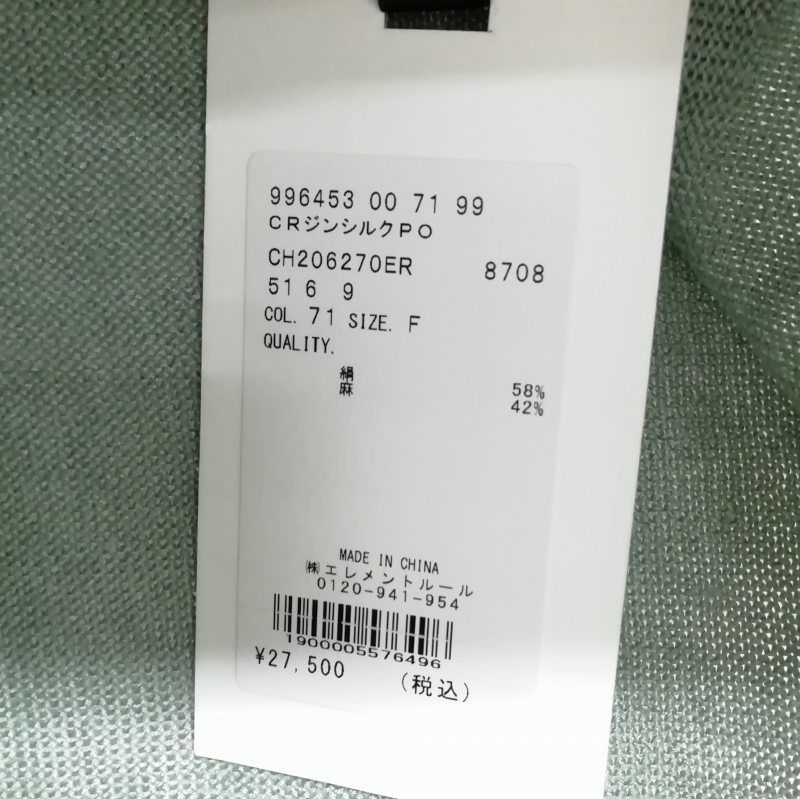 996453 00 71 99
CRジンシルクPO
CH206270ER 8708
51 6 9
COL. 71 SIZE. F
QUALITY.
絹 58%
麻 42%
MADE IN CHINA
㈱エレメントルール
0120-941-954
1900005576496
¥27,500 (税込)